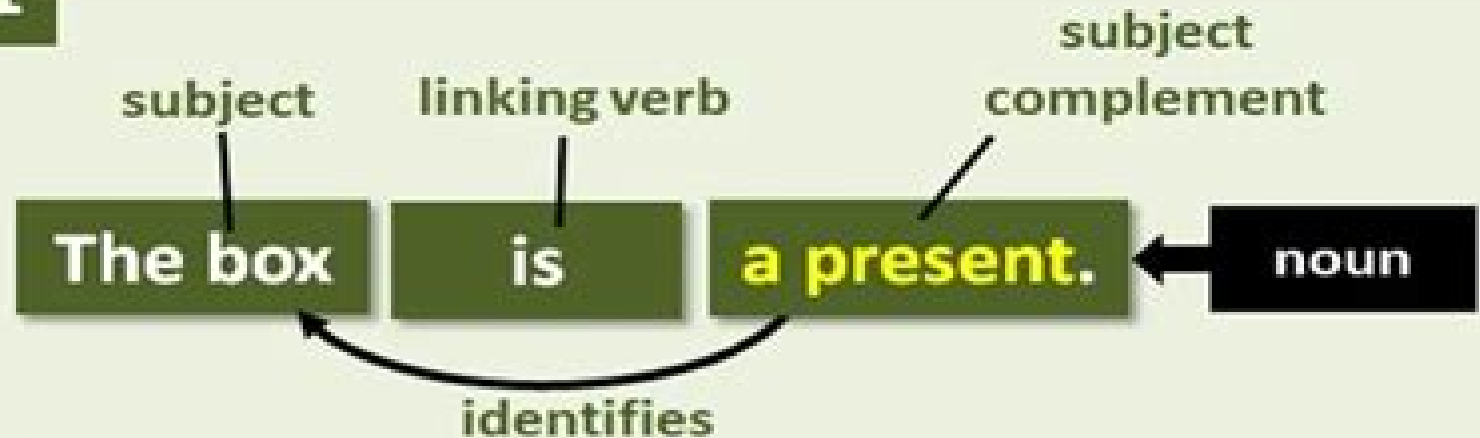 subject
linking verb
subject
complement
The box
is
a present.
noun
identifies